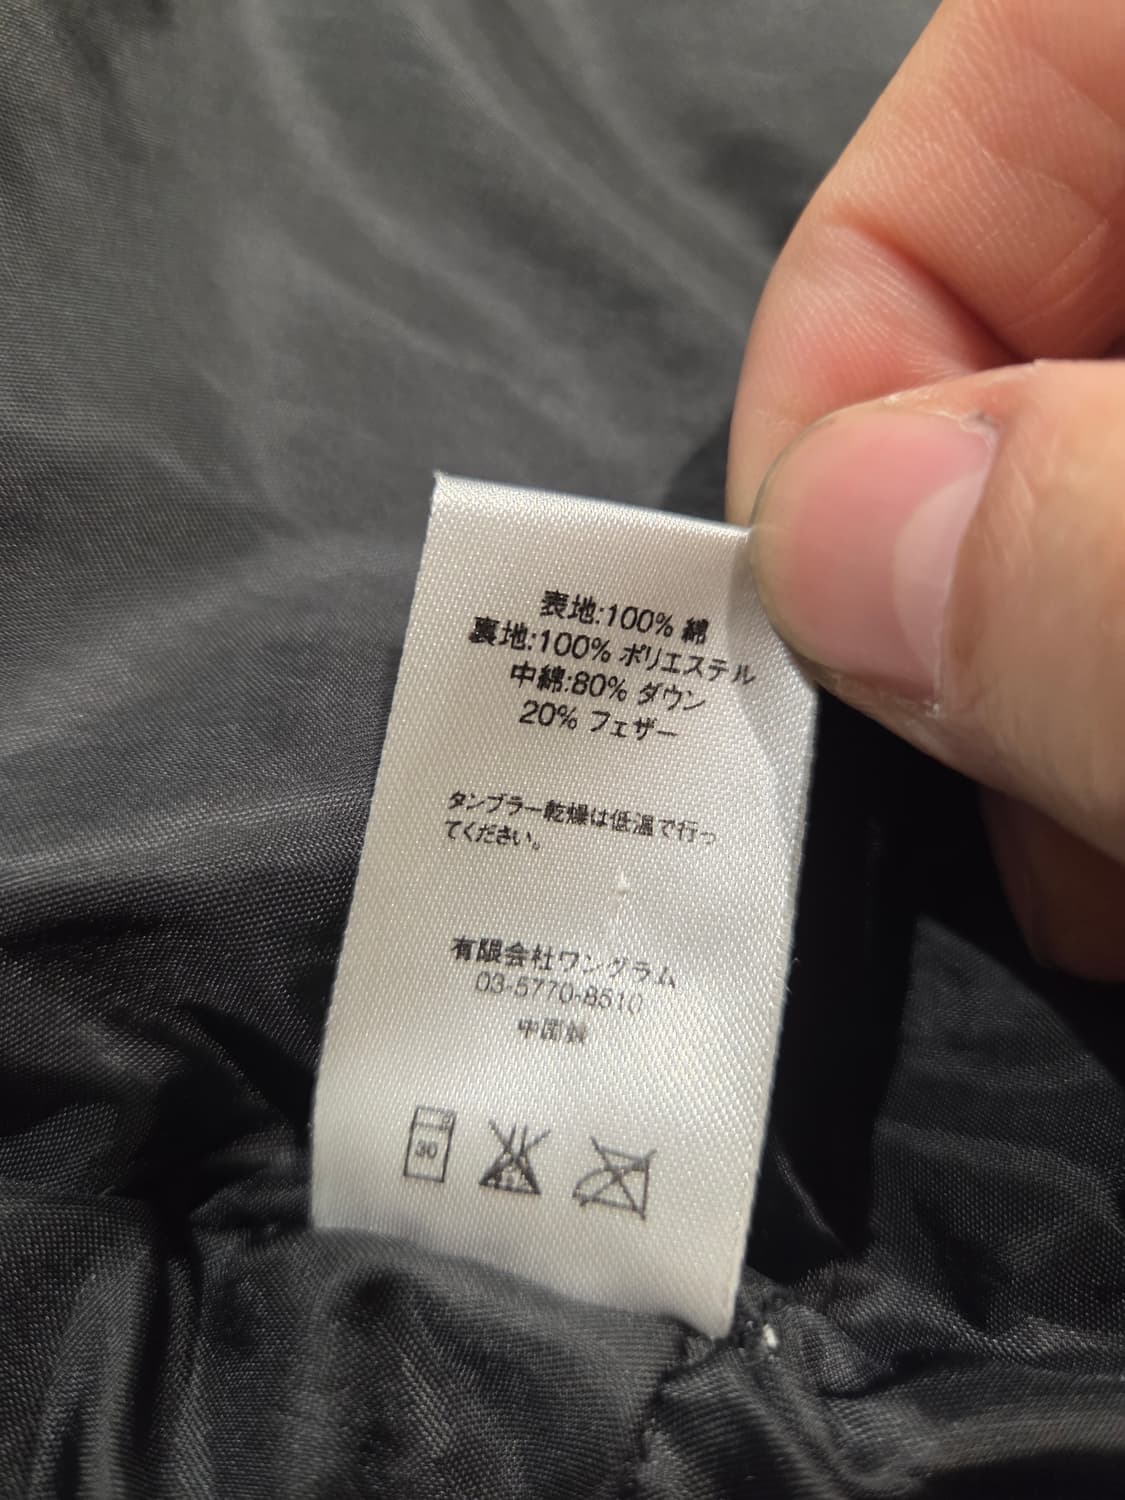 表地:100% 綿
裏地:100% ポリエステル
中綿:80% ダウン
20% フェザー
タンブラー乾燥は低温で行っ
てください。
有限会社ワングラム
03-5770-8510
中国製
30